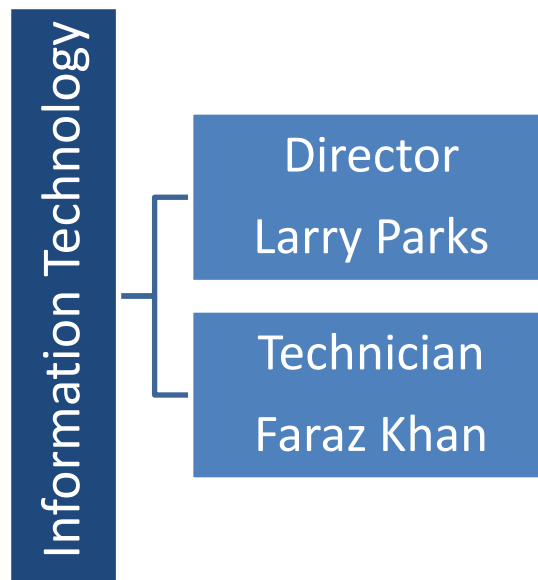 Information Technology
Director
Larry Parks
Technician
Faraz Khan